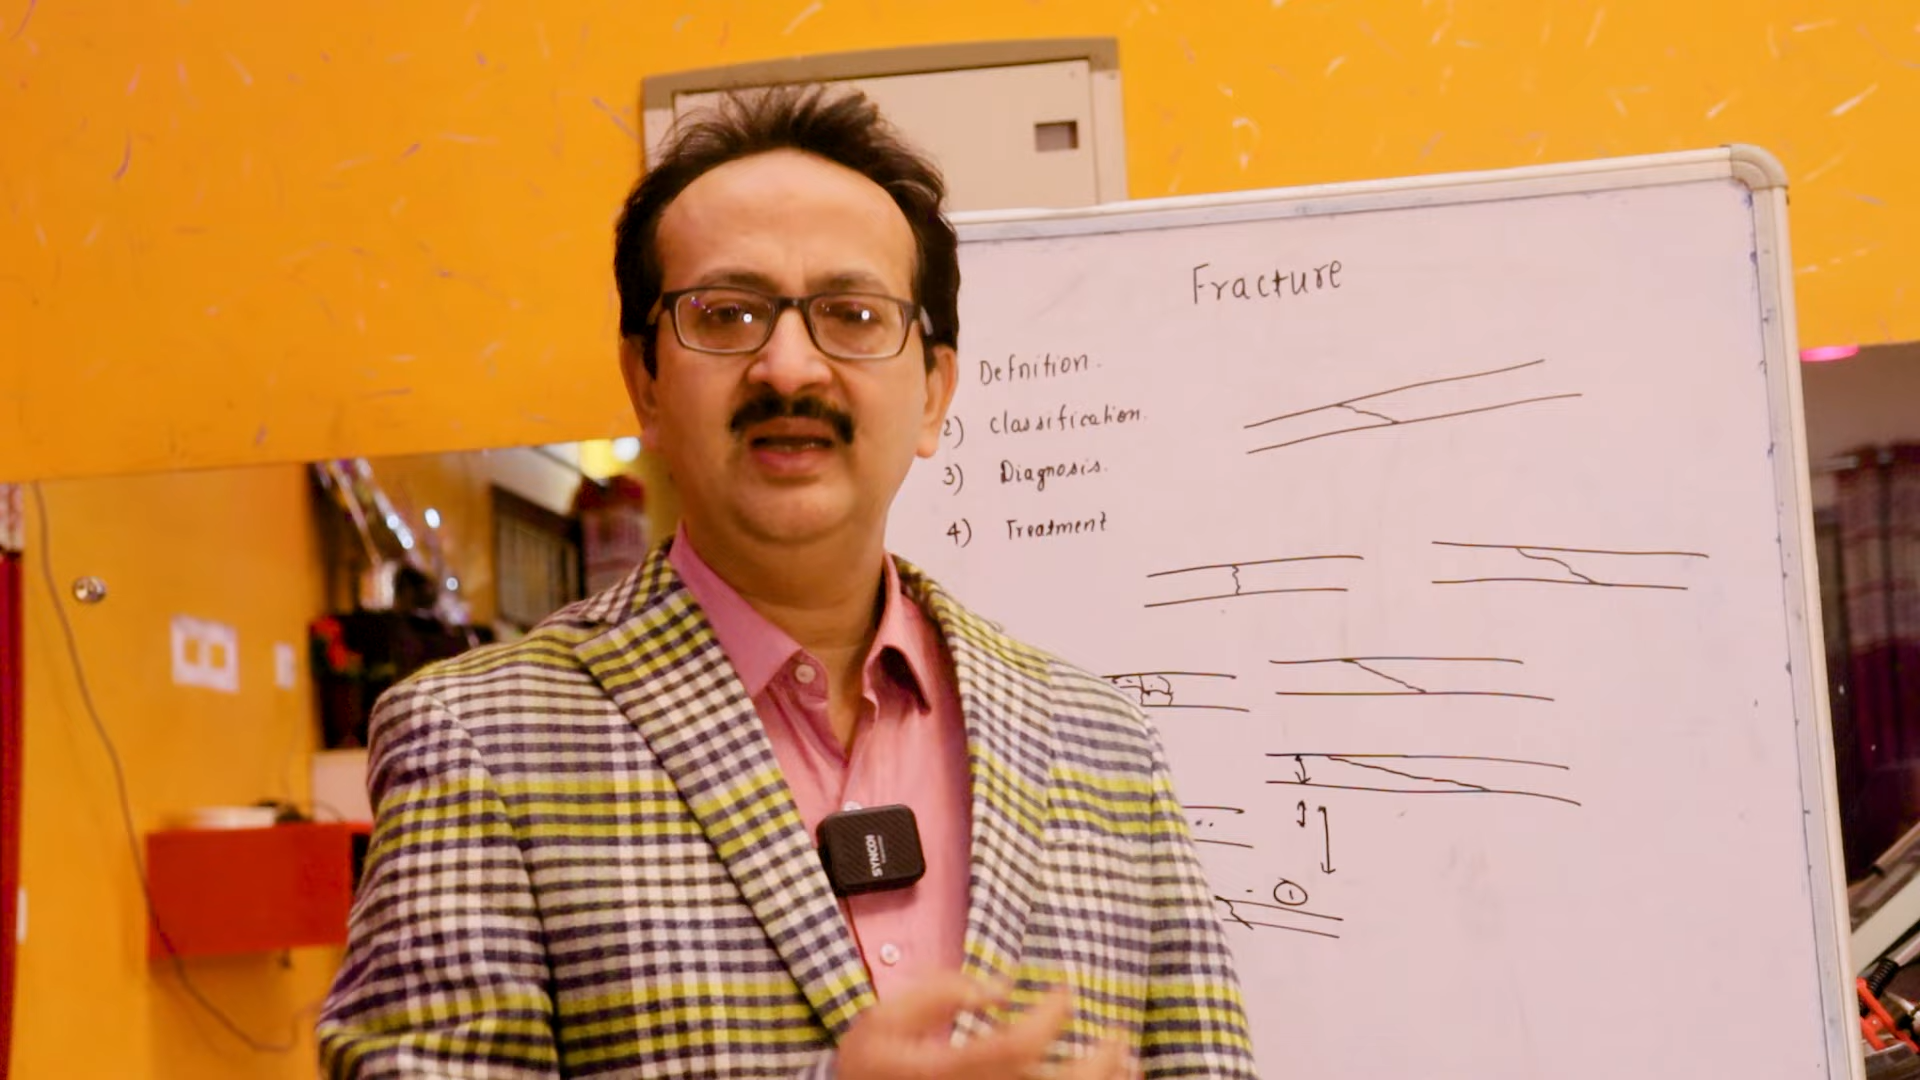 Fracture
Defnition.
2) Classification.
3) Diagnosis.
4) Treatment
SYNCO